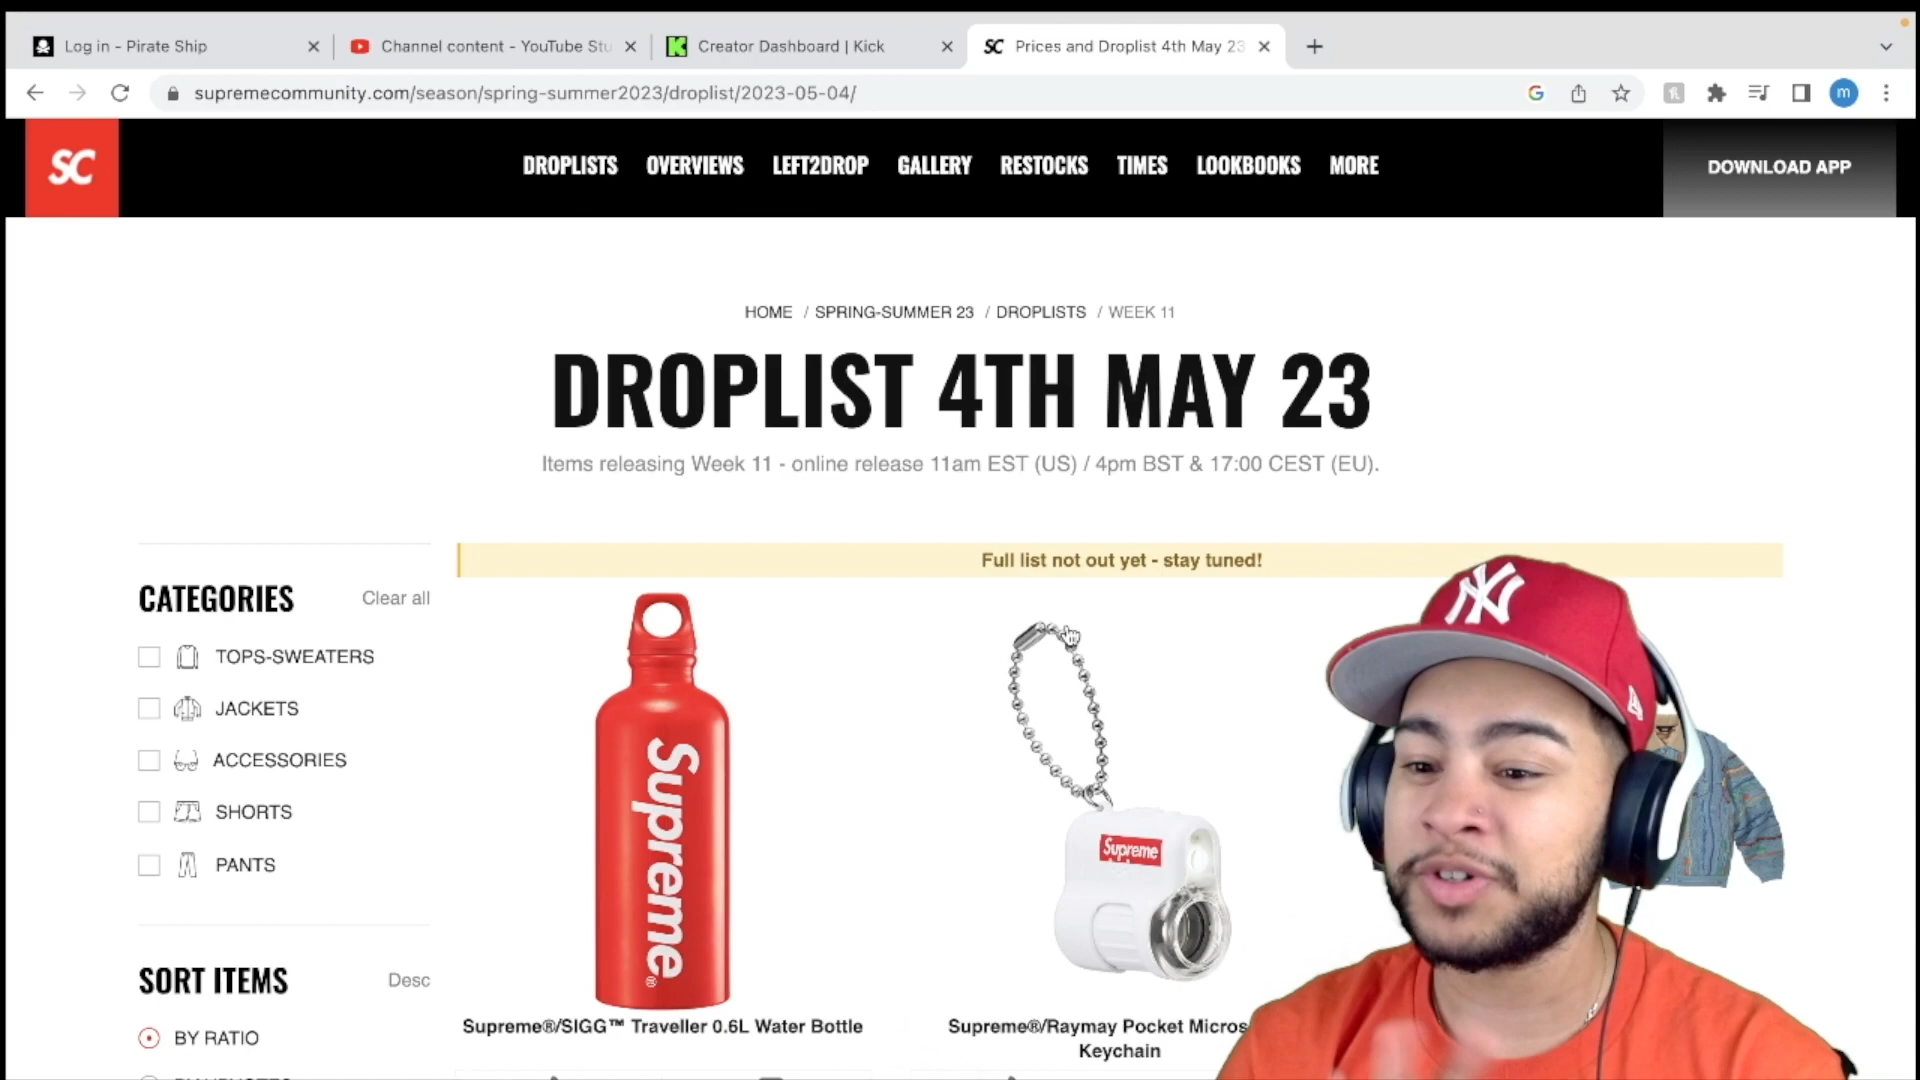 Log in - Pirate Ship
Channel content - YouTube Stu
Creator Dashboard | Kick
SC Prices and Droplist 4th May 23
supremecommunity.com/season/spring-summer2023/droplist/2023-05-04/
m
SC
DROPLISTS OVERVIEWS LEFT2DROP GALLERY RESTOCKS TIMES LOOKBOOKS MORE
DOWNLOAD APP
HOME / SPRING-SUMMER 23 / DROPLISTS / WEEK 11
DROPLIST 4TH MAY 23
Items releasing Week 11 - online release 11am EST (US) / 4pm BST & 17:00 CEST (EU).
Full list not out yet - stay tuned!
CATEGORIES Clear all
TOPS-SWEATERS
JACKETS
ACCESSORIES
SHORTS
PANTS
SORT ITEMS Desc
BY RATIO
Supreme®
Supreme®/SIGG™ Traveller 0.6L Water Bottle
Supreme
Supreme®/Raymay Pocket Micros
Keychain
NY